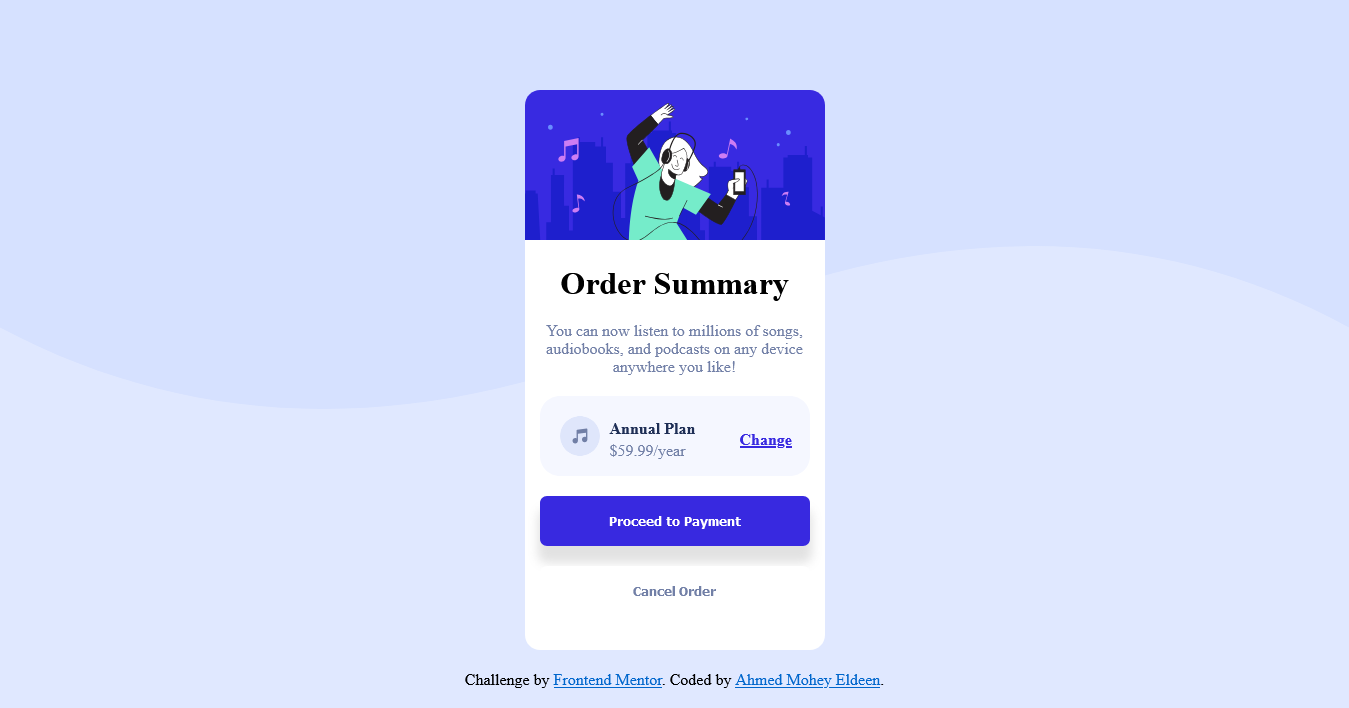 Order Summary
You can now listen to millions of songs,
audiobooks, and podcasts on any device
anywhere you like!
Annual Plan
$59.99/year
Change
Proceed to Payment
Cancel Order
Challenge by Frontend Mentor. Coded by Ahmed Mohey Eldeen.